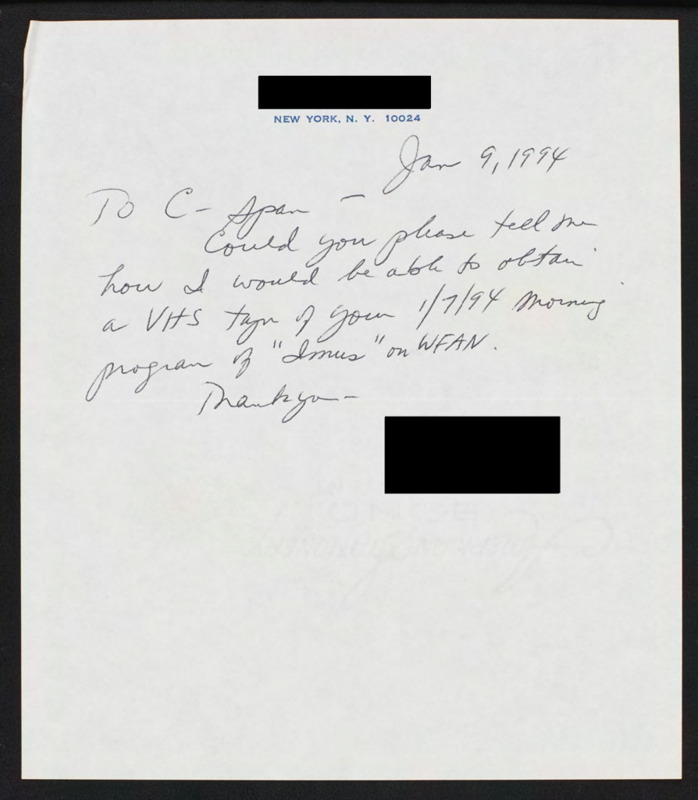 NEW YORK, N. Y. 10024
Jan 9, 1994
To C-Span -
Could you please tell me
how I would be able to obtain
a VHS tape of your 1/7/94 morning
program of "Imus" on WFAN.
Thank you -